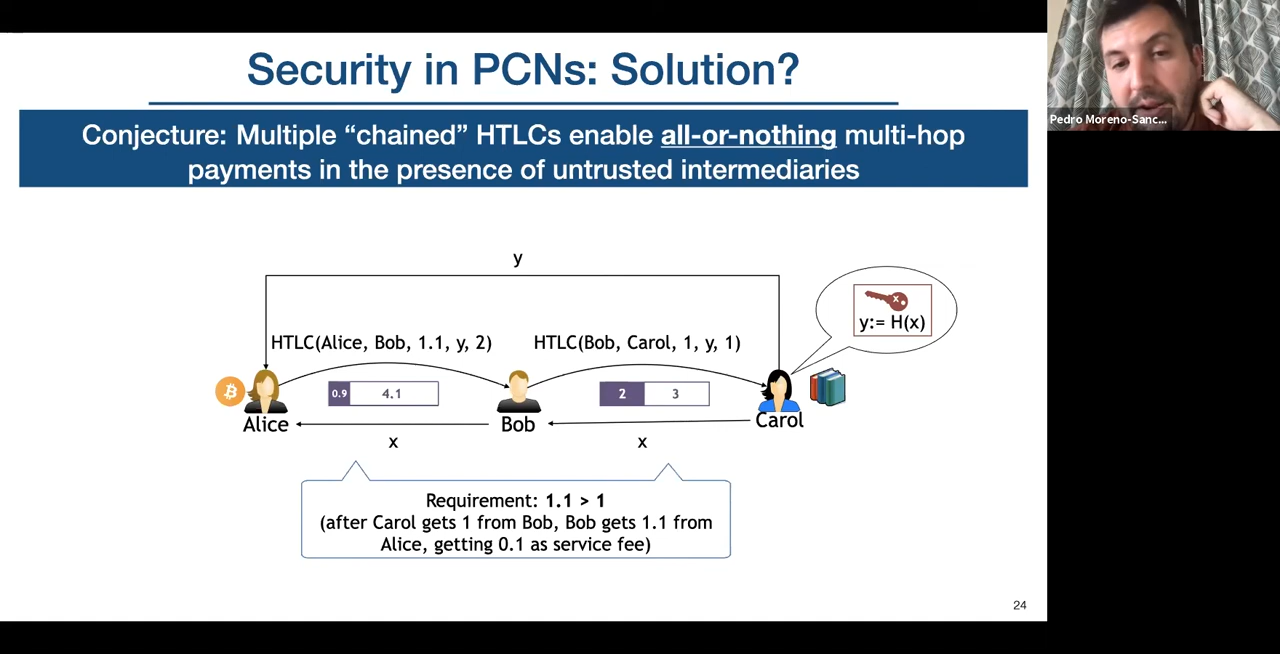 Security in PCNs: Solution?
Conjecture: Multiple “chained” HTLCs enable all-or-nothing multi-hop
payments in the presence of untrusted intermediaries
Pedro Moreno-Sanc...
y
x
y:= H(x)
HTLC(Alice, Bob, 1.1, y, 2)
HTLC(Bob, Carol, 1, y, 1)
0.9
4.1
2
3
Alice
Bob
Carol
x
x
Requirement: 1.1 > 1
(after Carol gets 1 from Bob, Bob gets 1.1 from
Alice, getting 0.1 as service fee)
24